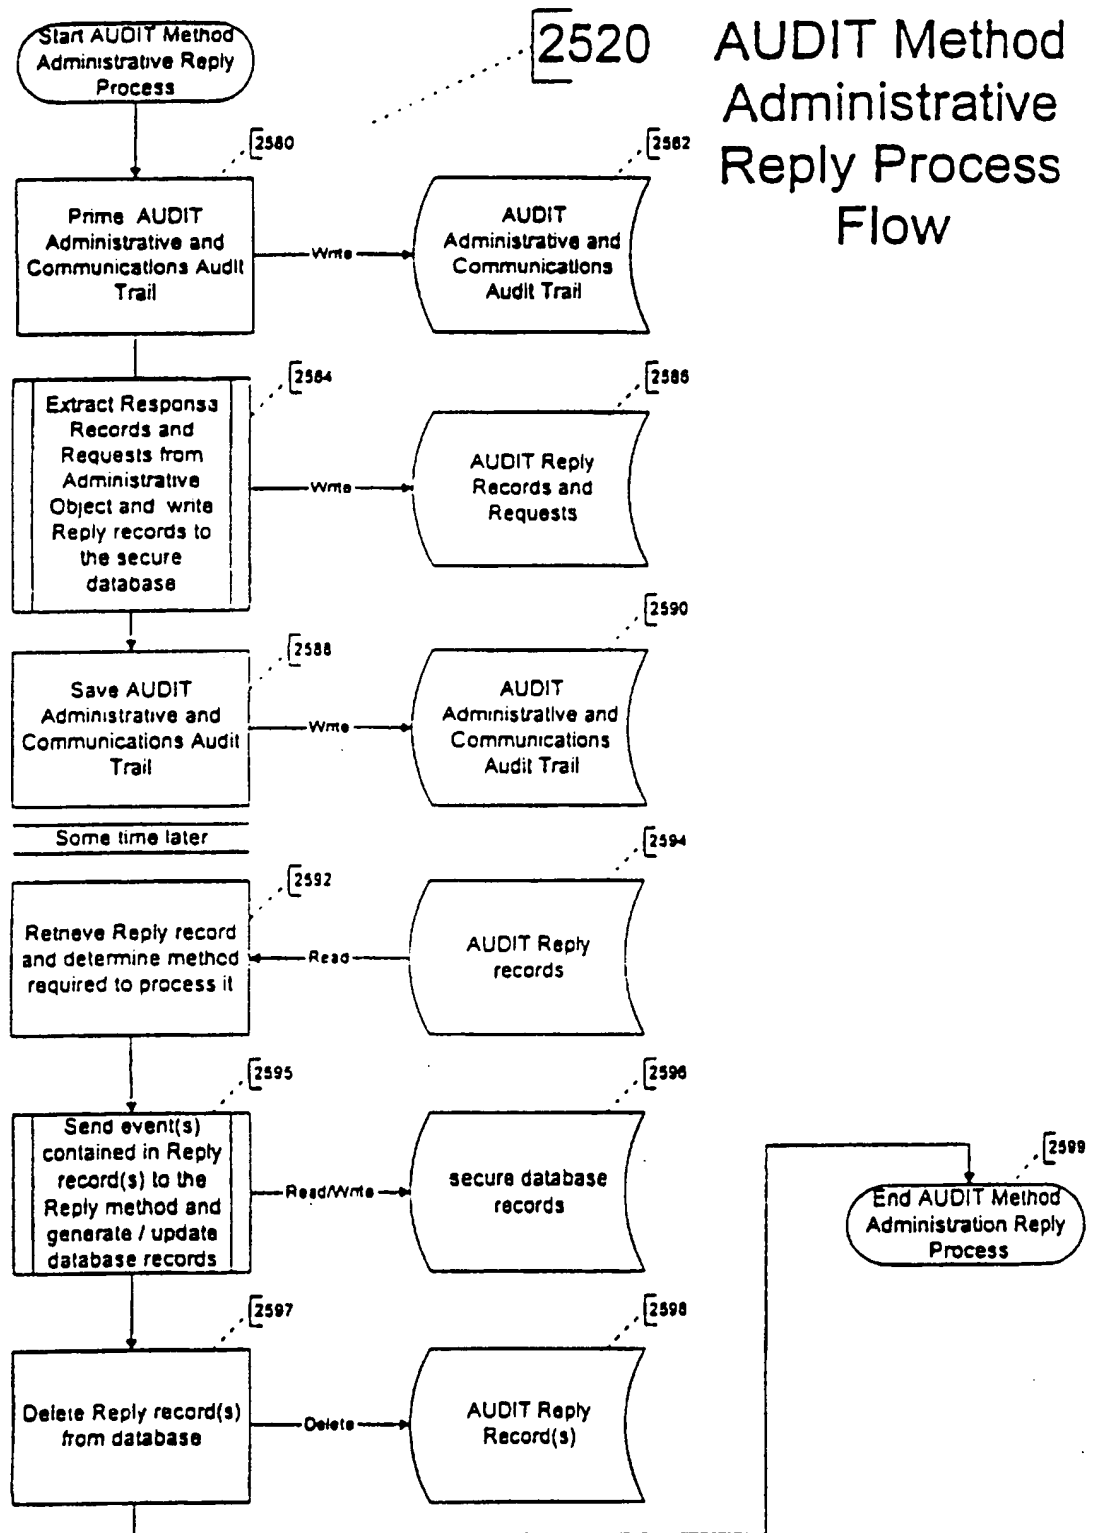 Start AUDIT Method
Administrative Reply
Process
2520
AUDIT Method
Administrative
Reply Process
Flow
2580
2582
Prime AUDIT
Administrative and
Communications Audit
Trail
Write
AUDIT
Administrative and
Communications
Audit Trail
2584
2586
Extract Response
Records and
Requests from
Administrative
Object and write
Reply records to
the secure
database
Write
AUDIT Reply
Records and
Requests
2588
2590
Save AUDIT
Administrative and
Communications Audit
Trail
Write
AUDIT
Administrative and
Communications
Audit Trail
Some time later
2592
2594
Retrieve Reply record
and determine method
required to process it
Read
AUDIT Reply
records
2595
2596
Send event(s)
contained in Reply
record(s) to the
Reply method and
generate / update
database records
Read/Write
secure database
records
2599
End AUDIT Method
Administration Reply
Process
2597
2598
Delete Reply record(s)
from database
Delete
AUDIT Reply
Record(s)